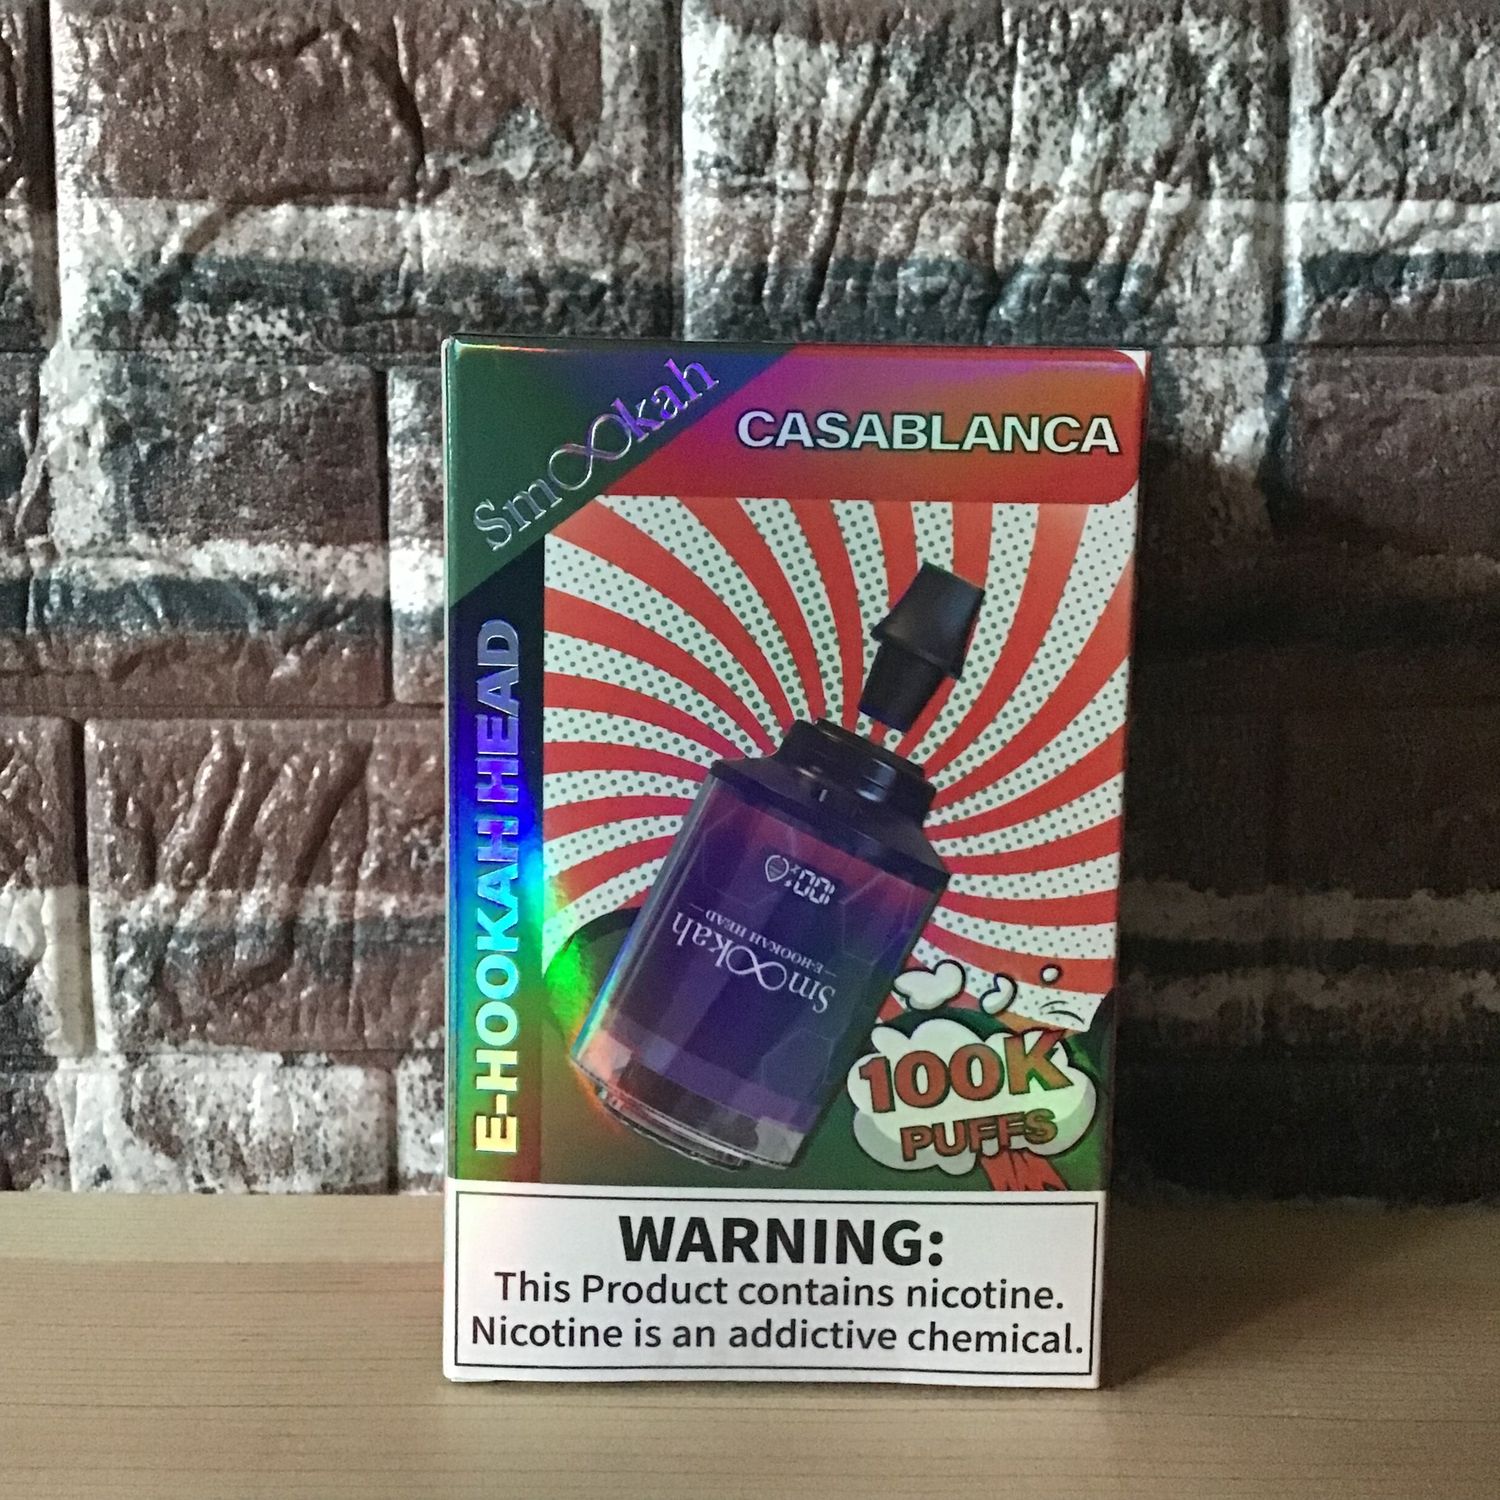 Smookah
CASABLANCA
E-HOOKAH HEAD
100
Smookah
E-HOOKAH HEAD
100K
PUFFS
WARNING:
This Product contains nicotine.
Nicotine is an addictive chemical.